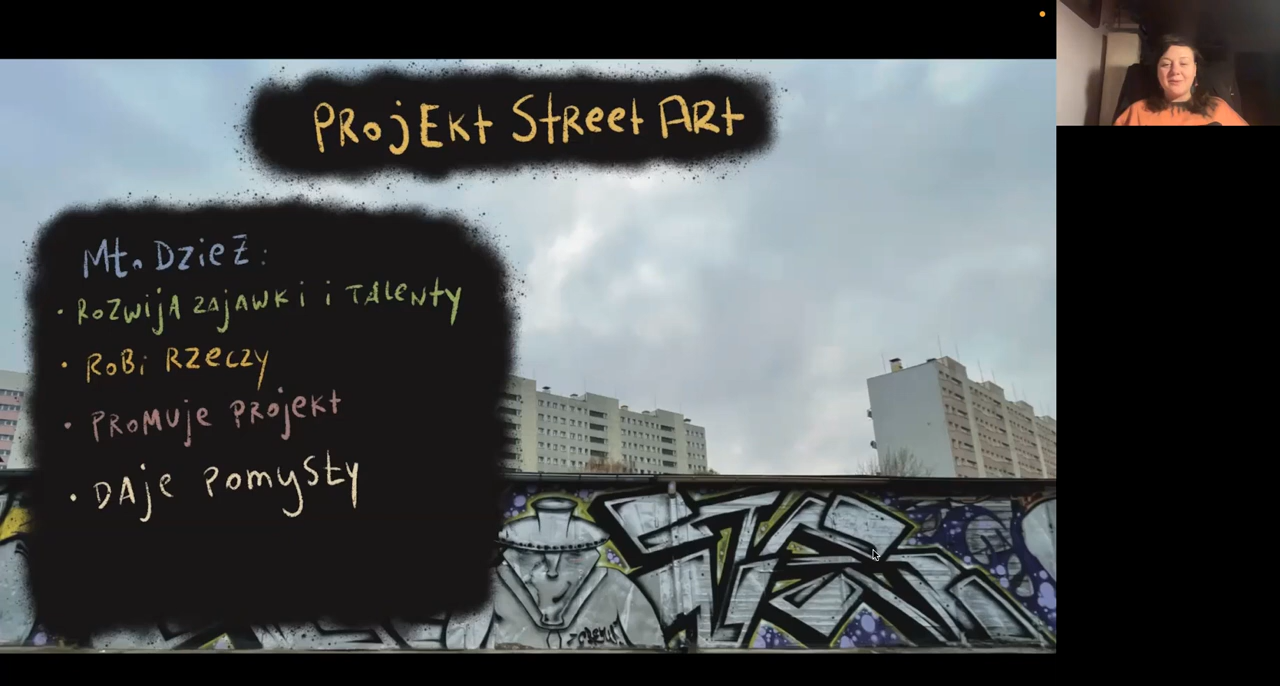 PRojEkt StReet ARt
Mł.DzieŻ:
• RoZwijA ZAjAwki i TALeNty
• RoBi RZeCZy
• PRoMuje PRojeKt
• DAje PomySły